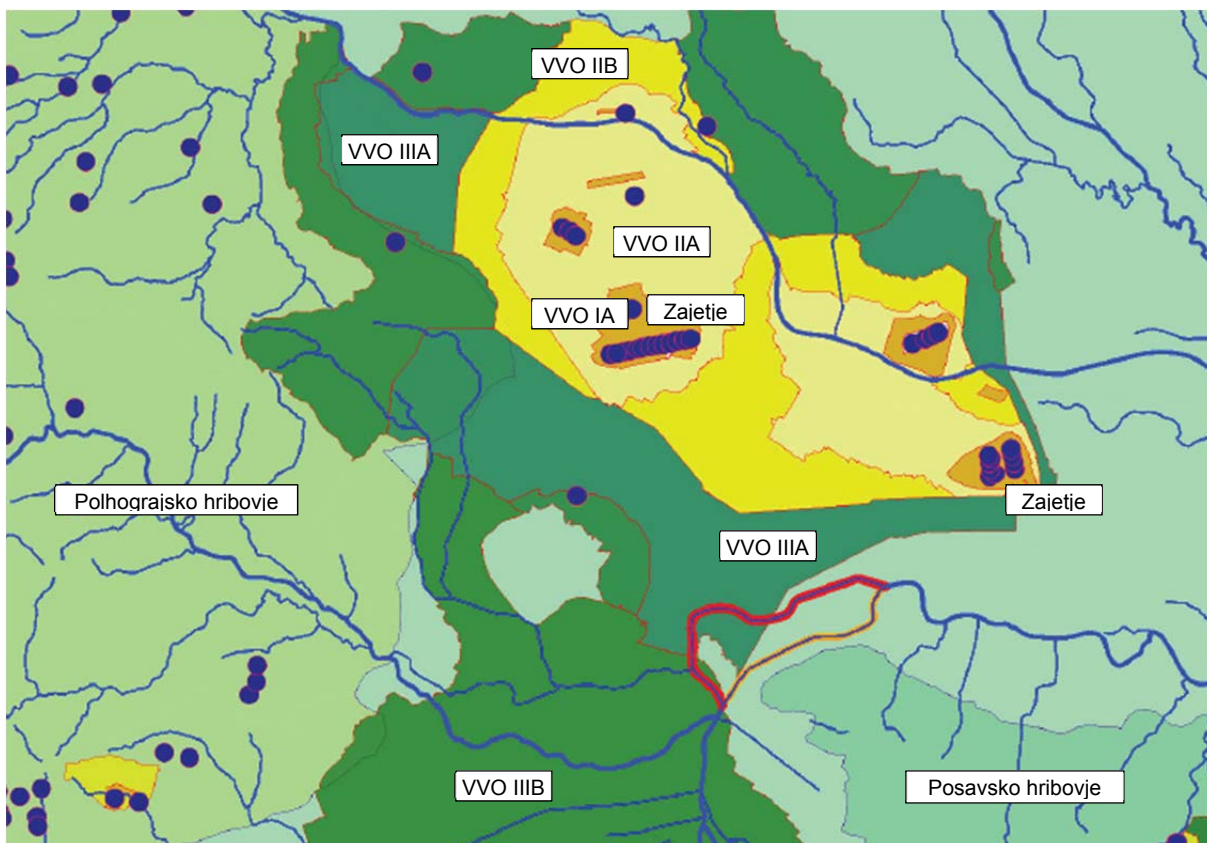 VVO IIB
VVO IIIA
VVO IIA
VVO IA
Zajetje
Polhograjsko hribovje
Zajetje
VVO IIIA
VVO IIIB
Posavsko hribovje